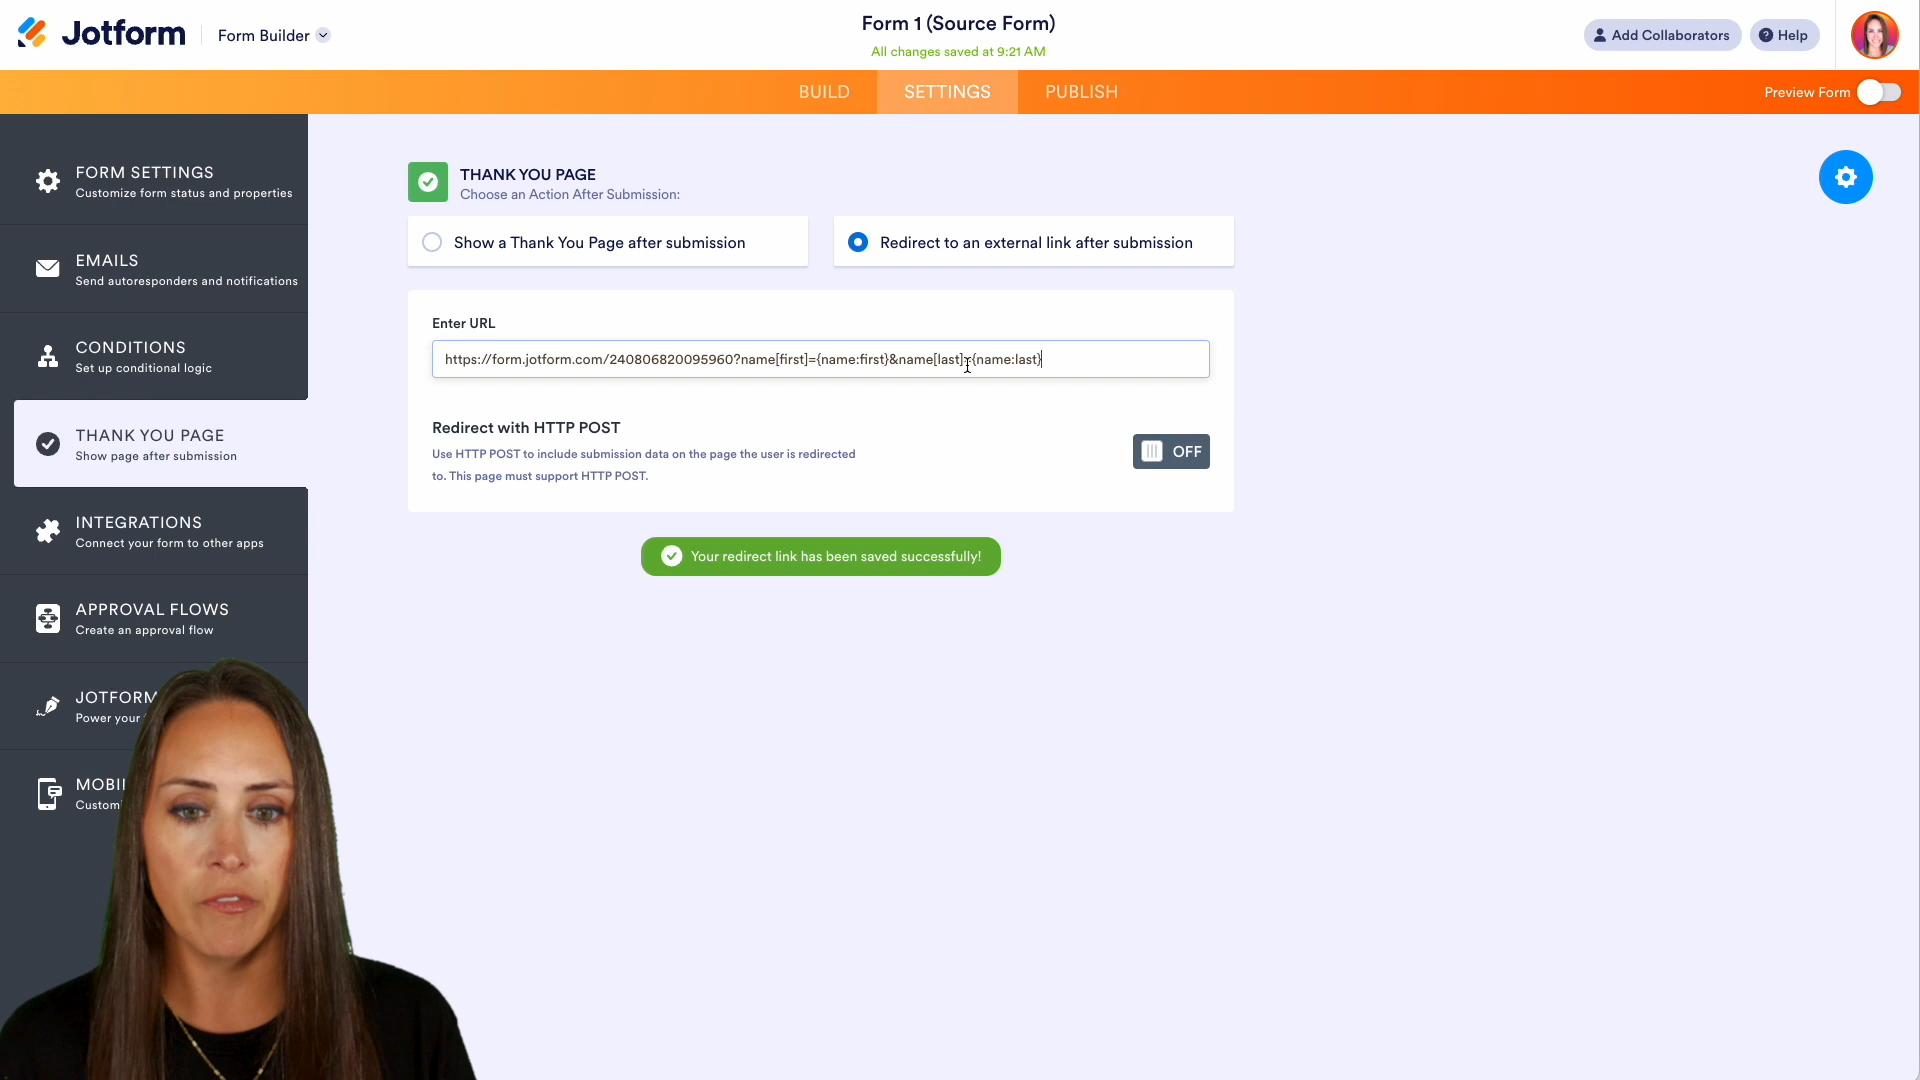 Jotform
Form Builder
Form 1 (Source Form)
All changes saved at 9:21 AM
Add Collaborators
Help
BUILD
SETTINGS
PUBLISH
Preview Form
FORM SETTINGS
Customize form status and properties
EMAILS
Send autoresponders and notifications
CONDITIONS
Set up conditional logic
THANK YOU PAGE
Show page after submission
INTEGRATIONS
Connect your form to other apps
APPROVAL FLOWS
Create an approval flow
JOTFORM
Power your
THANK YOU PAGE
Choose an Action After Submission:
Show a Thank You Page after submission
Redirect to an external link after submission
Enter URL
https://form.jotform.com/240806820095960?name[first]={name:first}&name[last]={name:last}
Redirect with HTTP POST
Use HTTP POST to include submission data on the page the user is redirected
to. This page must support HTTP POST.
OFF
Your redirect link has been saved successfully!